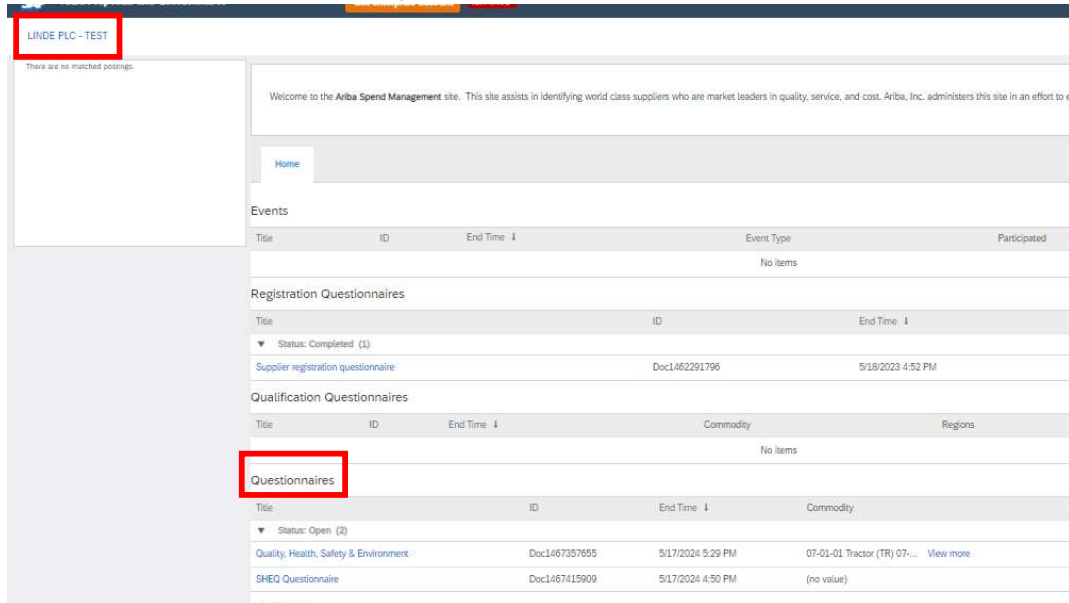 LINDE PLC - TEST
There are no matched postings.
Welcome to the Ariba Spend Management site. This site assists in identifying world class suppliers who are market leaders in quality, service, and cost. Ariba, Inc. administers this site in an effort to
Home
Events
Title ID End Time ↓ Event Type Participated
No items
Registration Questionnaires
Title ID End Time ↓
▼ Status: Completed (1)
Supplier registration questionnaire Doc1462291796 5/18/2023 4:52 PM
Qualification Questionnaires
Title ID End Time ↓ Commodity Regions
No items
Questionnaires
Title ID End Time ↓ Commodity
▼ Status: Open (2)
Quality, Health, Safety & Environment Doc1467357655 5/17/2024 5:29 PM 07-01-01 Tractor (TR) 07-... View more
SHEQ Questionnaire Doc1467415909 5/17/2024 4:50 PM (no value)